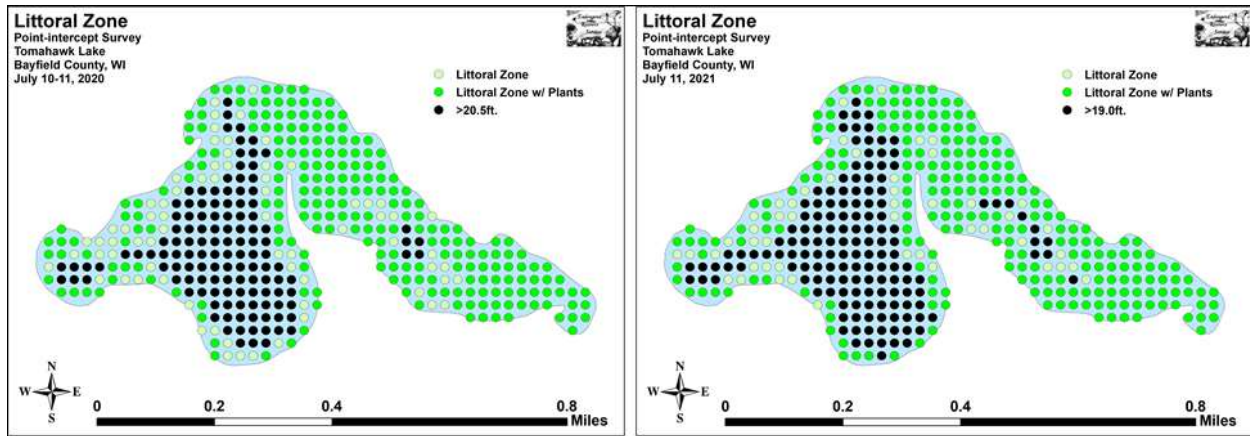 Littoral Zone
Point-intercept Survey
Tomahawk Lake
Bayfield County, WI
July 10-11, 2020
Littoral Zone
Littoral Zone w/ Plants
>20.5ft.
N
W E
S
0 0.2 0.4 0.8
Miles
Littoral Zone
Point-intercept Survey
Tomahawk Lake
Bayfield County, WI
July 11, 2021
Littoral Zone
Littoral Zone w/ Plants
>19.0ft.
N
W E
S
0 0.2 0.4 0.8
Miles